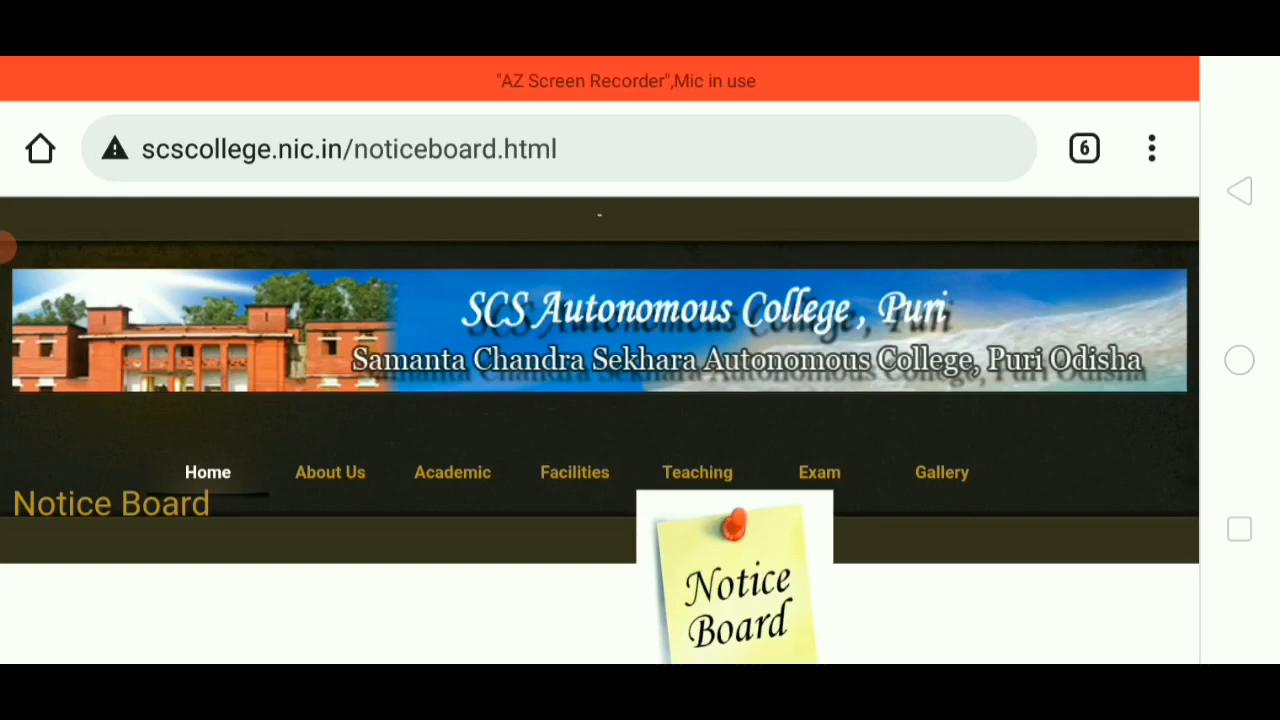 "AZ Screen Recorder",Mic in use
scscollege.nic.in/noticeboard.html
6
SCS Autonomous College , Puri
Samanta Chandra Sekhara Autonomous College, Puri Odisha
Home About Us Academic Facilities Teaching Exam Gallery
Notice Board
Notice
Board